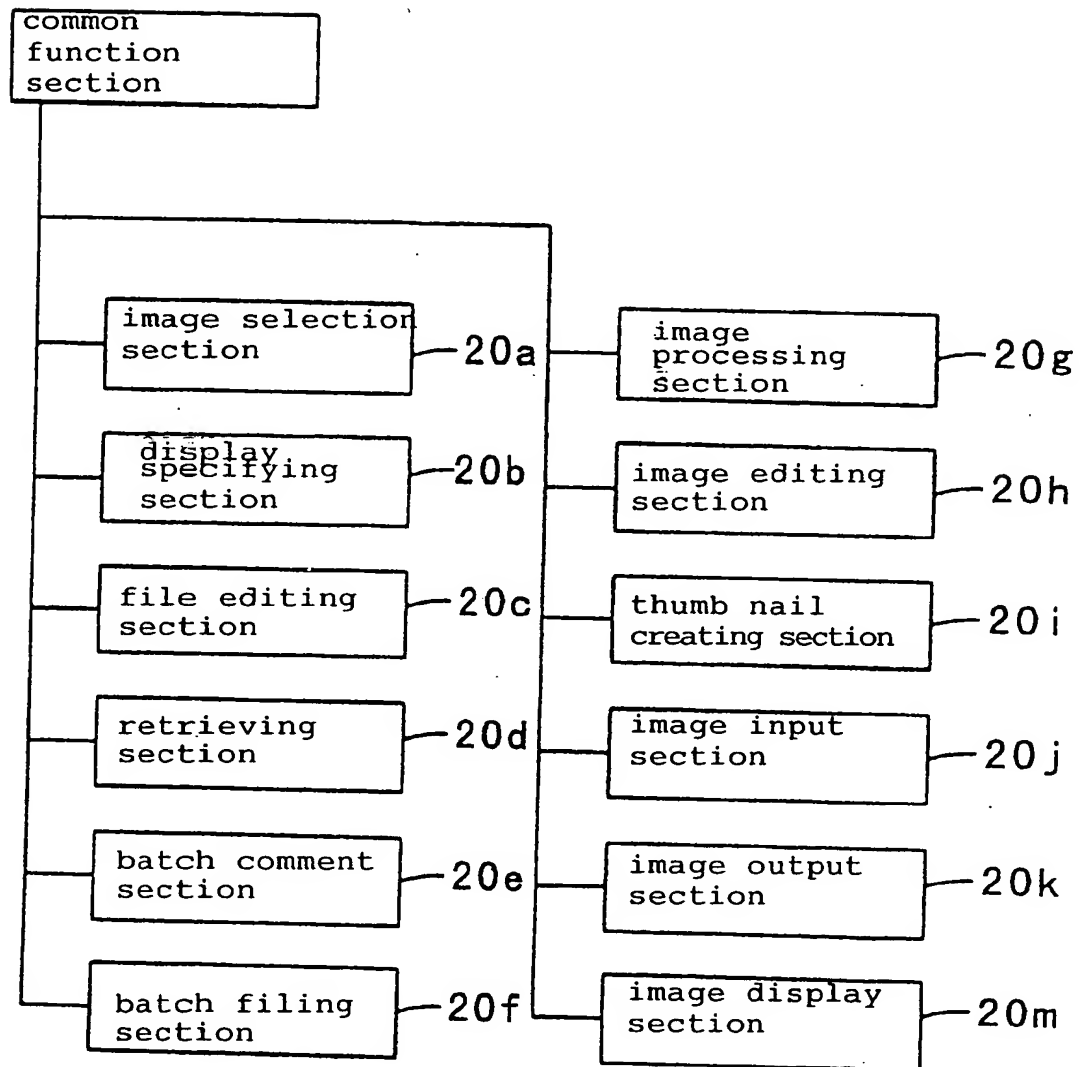 common
function
section
image selection
section
20a
display
specifying
section
20b
file editing
section
20c
retrieving
section
20d
batch comment
section
20e
batch filing
section
20f
image
processing
section
20g
image editing
section
20h
thumb nail
creating section
20i
image input
section
20j
image output
section
20k
image display
section
20m